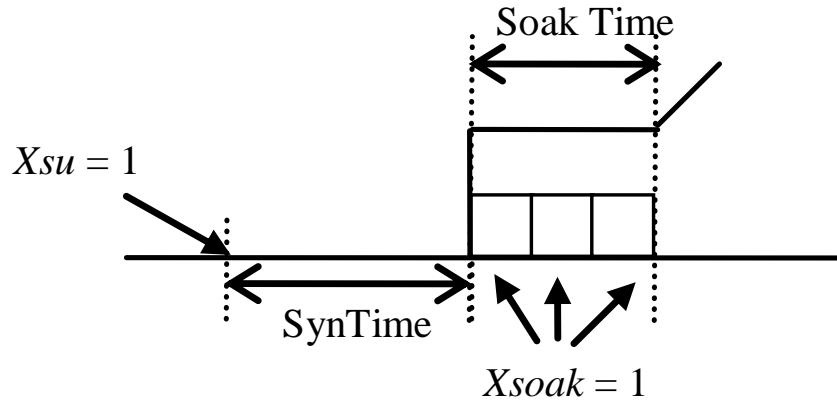 Soak Time
Xsu = 1
SynTime
Xsoak = 1